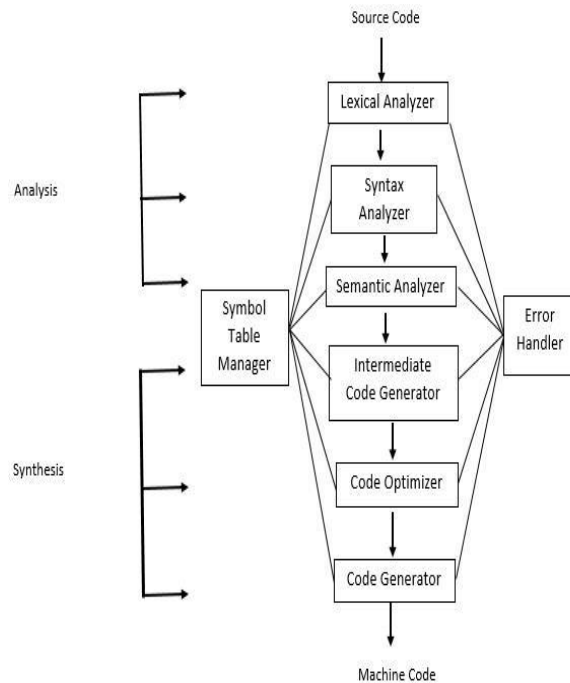 Source Code
Lexical Analyzer
Analysis
Syntax
Analyzer
Semantic Analyzer
Symbol
Table
Manager
Error
Handler
Intermediate
Code Generator
Synthesis
Code Optimizer
Code Generator
Machine Code